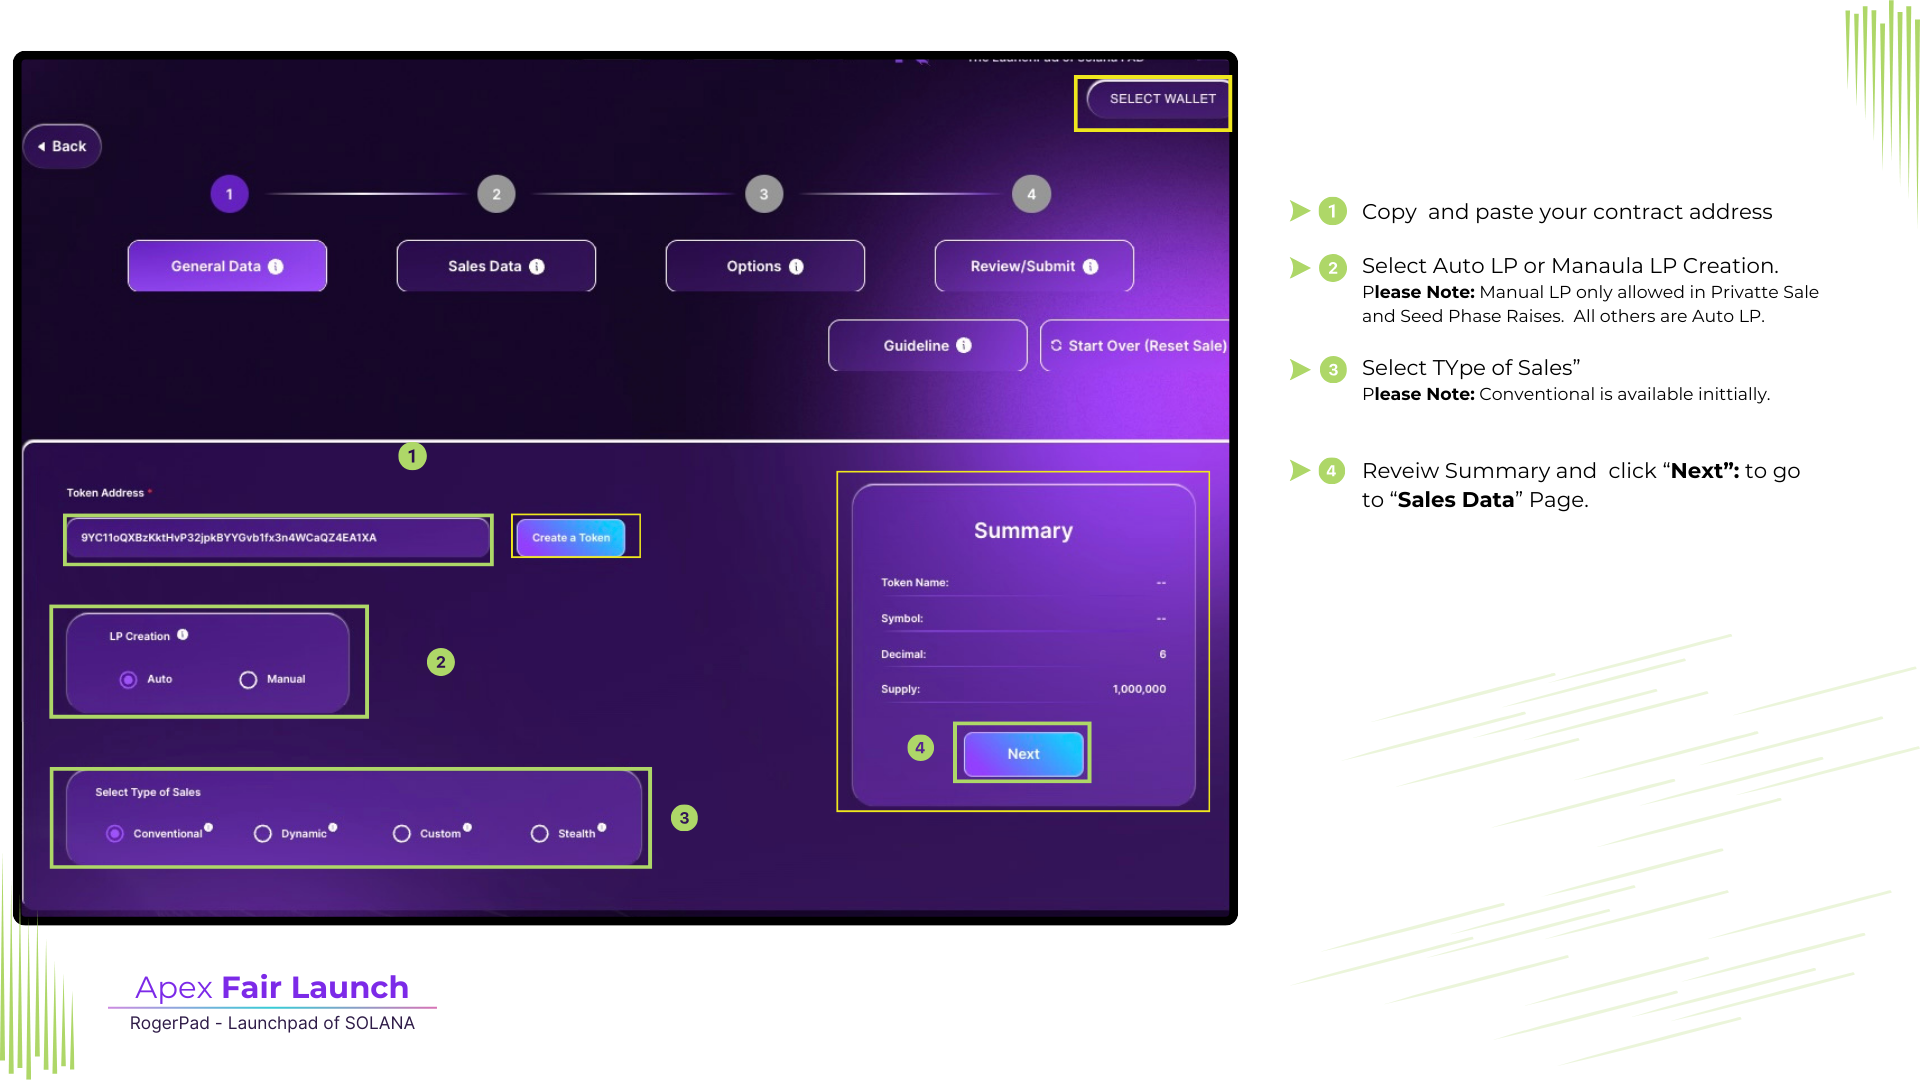 SELECT WALLET
Back
1
2
3
4
General Data
Sales Data
Options
Review/Submit
Guideline
Start Over (Reset Sale)
1
Token Address *
9YC11oQXBzKktHvP32jpkBYYGvb1fx3n4WCaQZ4EA1XA
Create a Token
LP Creation
Auto
Manual
2
Select Type of Sales
Conventional
Dynamic
Custom
Stealth
3
Summary
Token Name: --
Symbol: --
Decimal: 6
Supply: 1,000,000
4
Next
1 Copy  and paste your contract address
2 Select Auto LP or Manaula LP Creation.
Please Note: Manual LP only allowed in Privatte Sale
and Seed Phase Raises.  All others are Auto LP.
3 Select TYpe of Sales”
Please Note: Conventional is available inittially.
4 Reveiw Summary and  click “Next”: to go
to “Sales Data” Page.
Apex Fair Launch
RogerPad - Launchpad of SOLANA